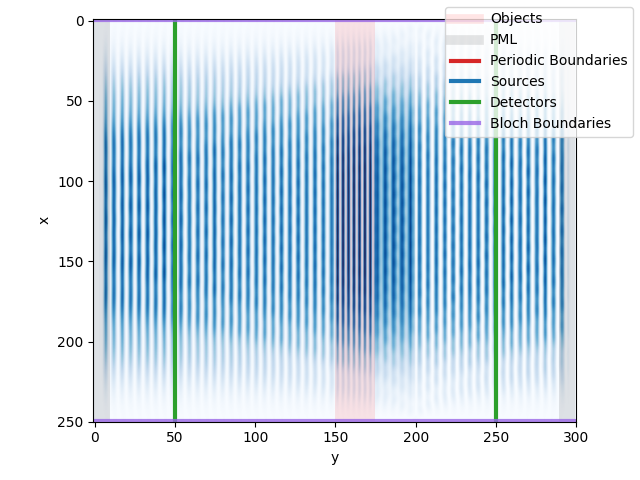 Objects
PML
Periodic Boundaries
Sources
Detectors
Bloch Boundaries
0
50
100
150
200
250
x
0
50
100
150
200
250
300
y